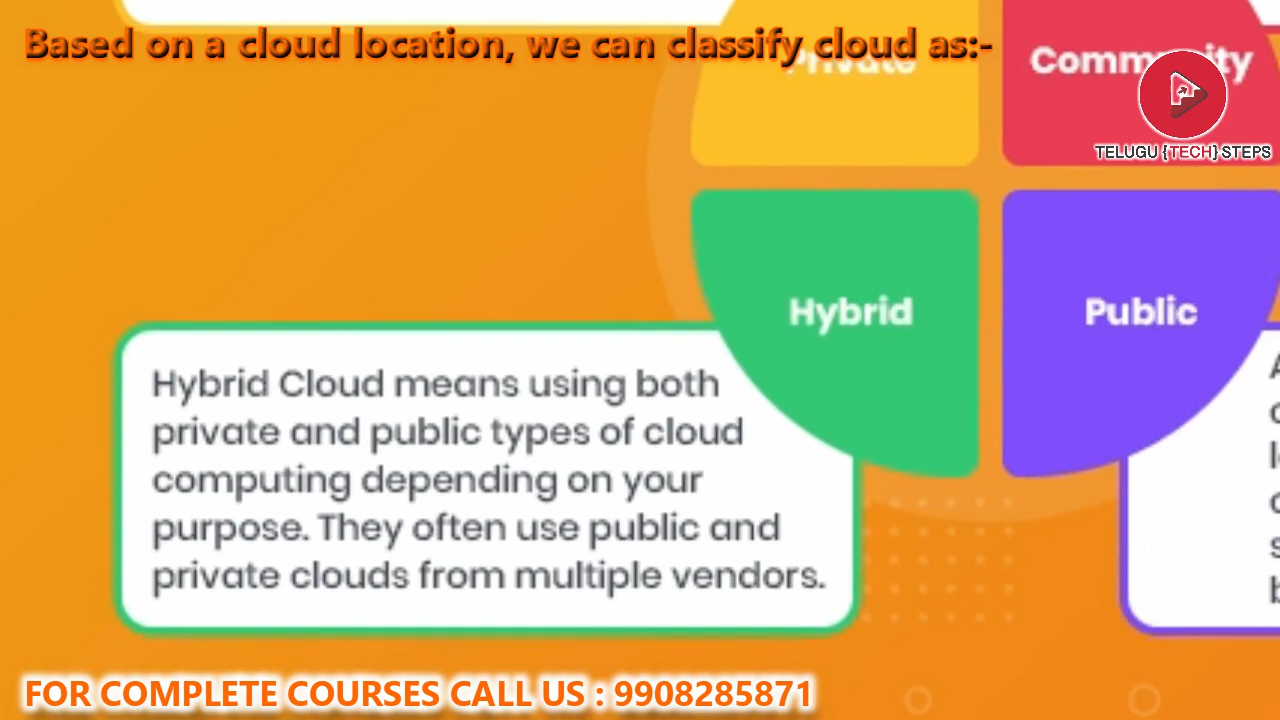 Based on a cloud location, we can classify cloud as:-
Private
Community
TELUGU {TECH} STEPS
Hybrid
Public
Hybrid Cloud means using both
private and public types of cloud
computing depending on your
purpose. They often use public and
private clouds from multiple vendors.
FOR COMPLETE COURSES CALL US : 9908285871